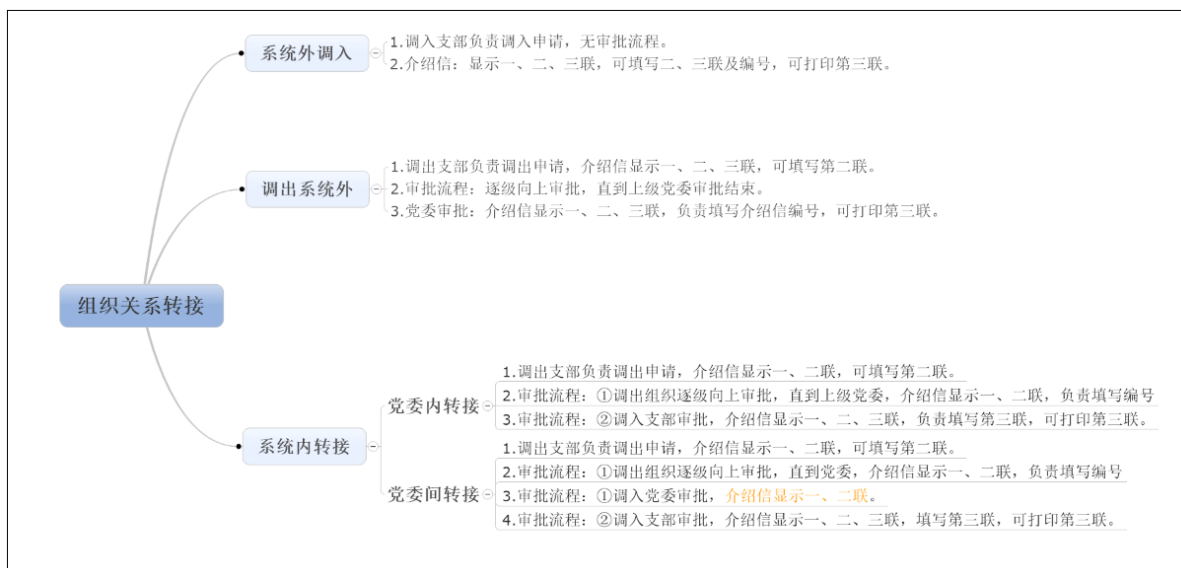 系统外调入
1.调入支部负责调入申请，无审批流程。
2.介绍信：显示一、二、三联，可填写二、三联及编号，可打印第三联。
调出系统外
1.调出支部负责调出申请，介绍信显示一、二、三联，可填写第二联。
2.审批流程：逐级向上审批，直到上级党委审批结束。
3.党委审批：介绍信显示一、二、三联，负责填写介绍信编号，可打印第三联。
组织关系转接
系统内转接
党委内转接
1.调出支部负责调出申请，介绍信显示一、二联，可填写第二联。
2.审批流程：①调出组织逐级向上审批，直到上级党委，介绍信显示一、二联，负责填写编号
3.审批流程：②调入支部审批，介绍信显示一、二、三联，负责填写第三联，可打印第三联。
党委间转接
1.调出支部负责调出申请，介绍信显示一、二联，可填写第二联。
2.审批流程：①调出组织逐级向上审批，直到党委，介绍信显示一、二联，负责填写编号
3.审批流程：①调入党委审批，介绍信显示一、二联。
4.审批流程：②调入支部审批，介绍信显示一、二、三联，填写第三联，可打印第三联。